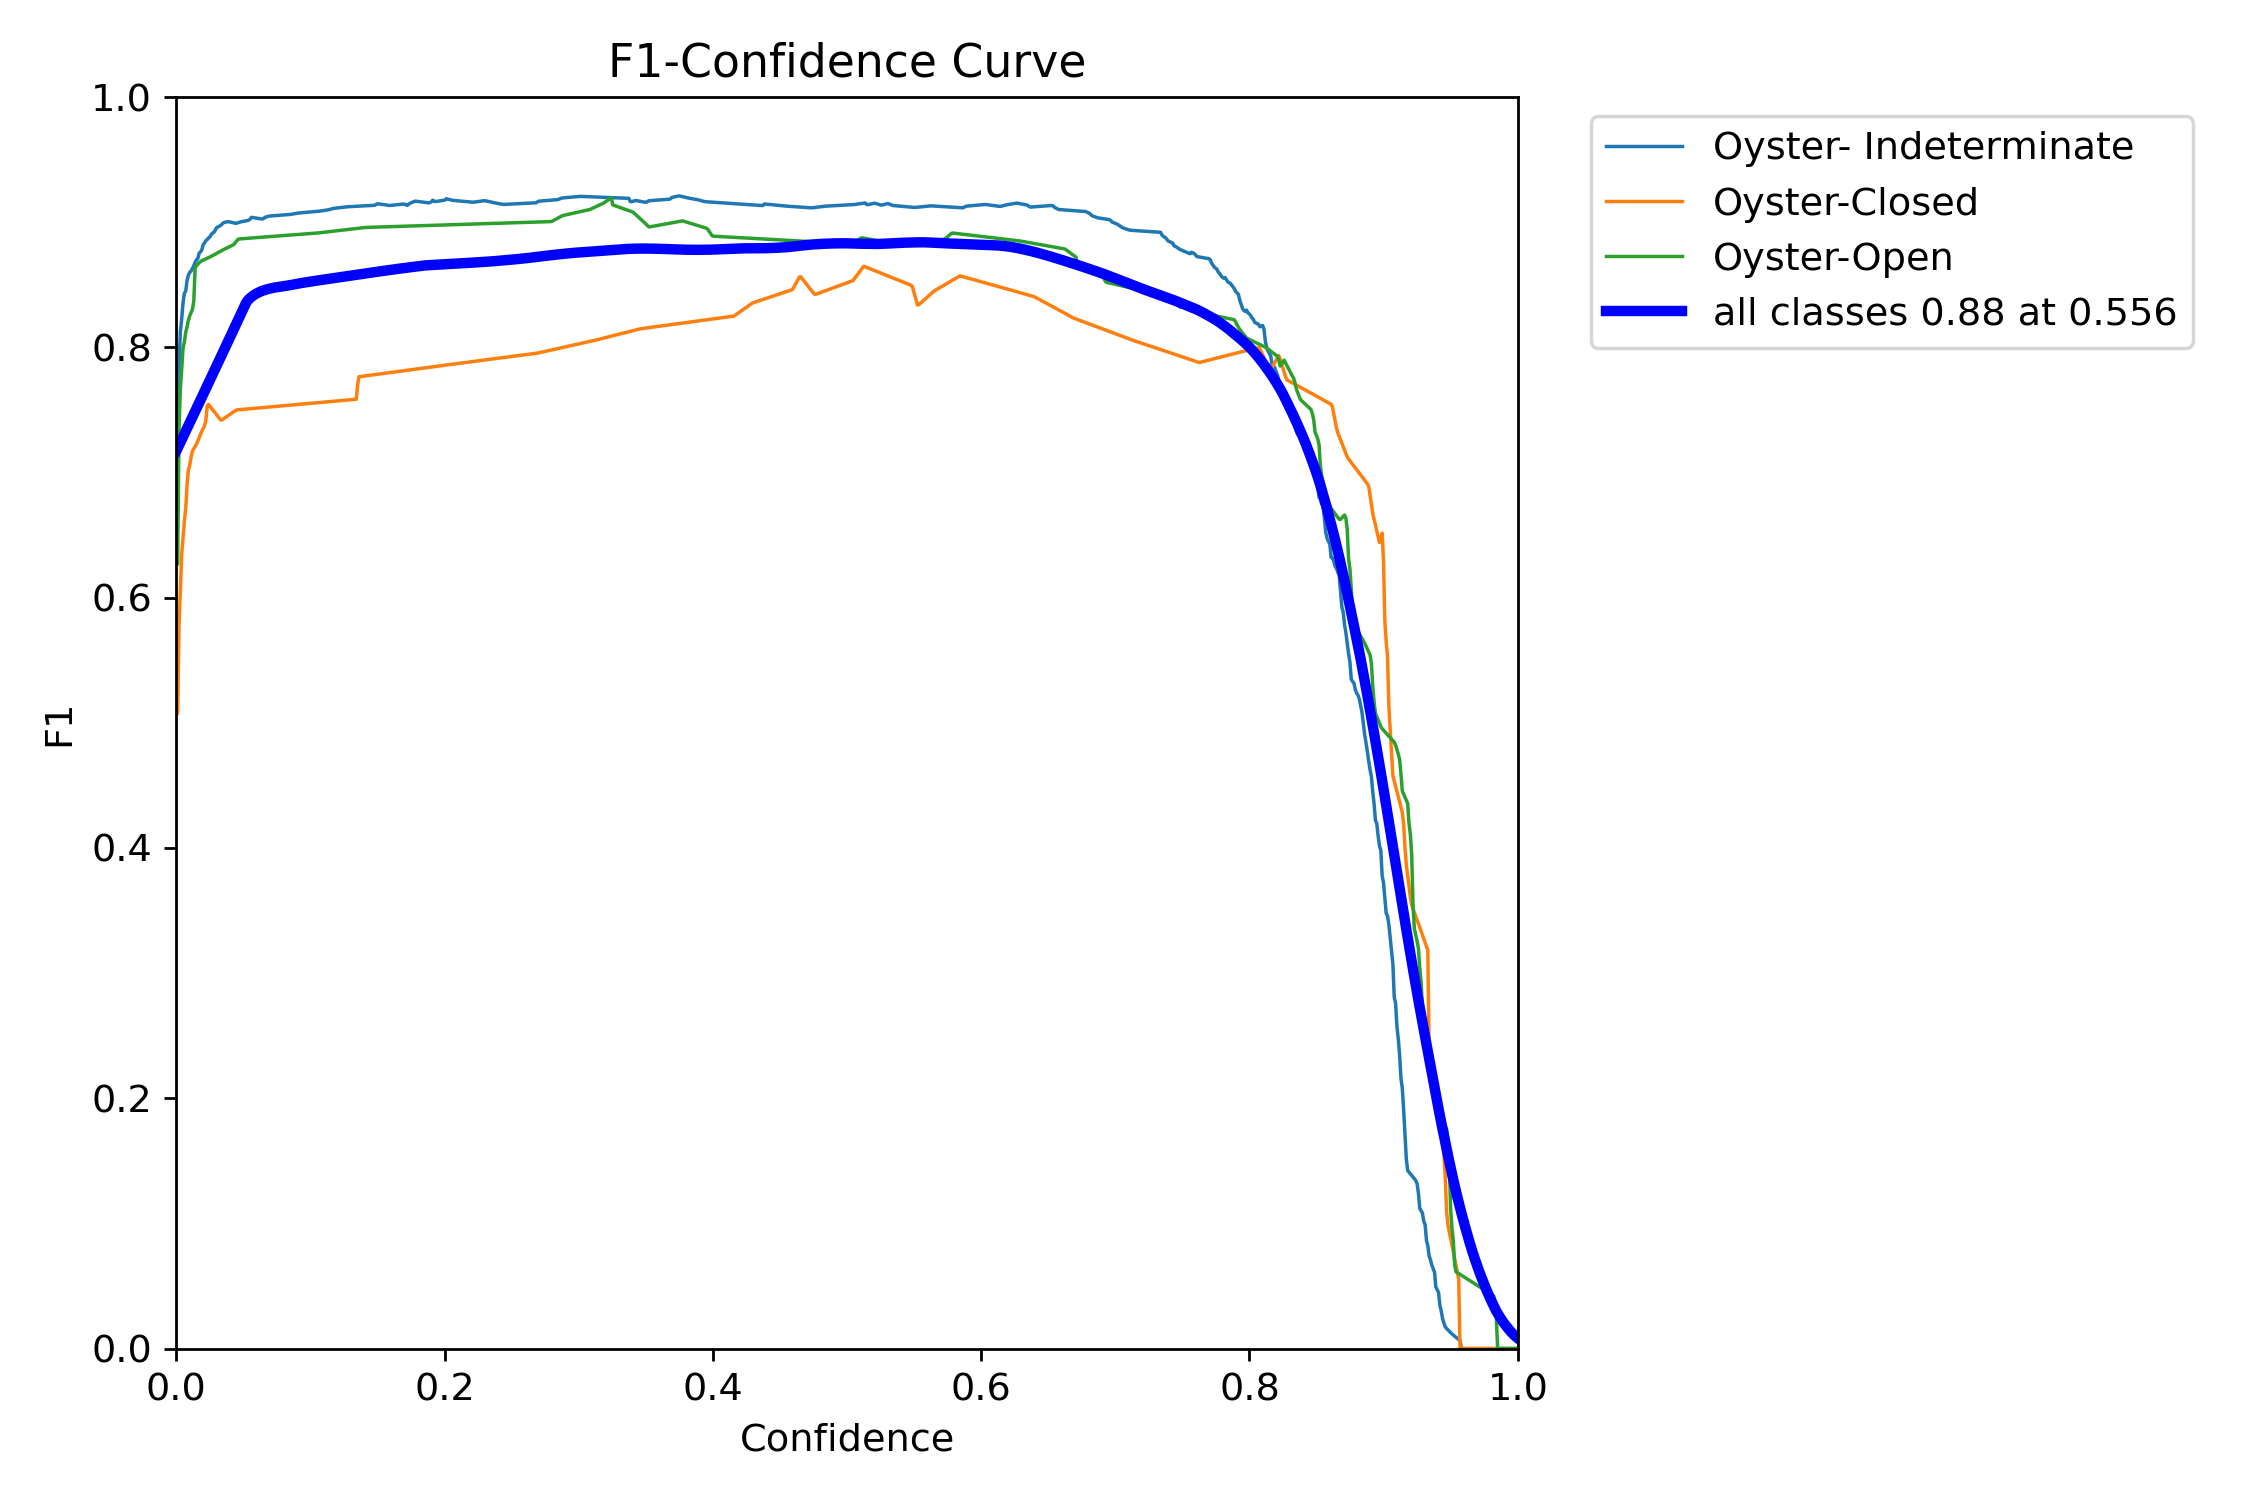 F1-Confidence Curve
1.0
0.8
0.6
0.4
0.2
0.0
F1
0.0 0.2 0.4 0.6 0.8 1.0
Confidence
Oyster- Indeterminate
Oyster-Closed
Oyster-Open
all classes 0.88 at 0.556